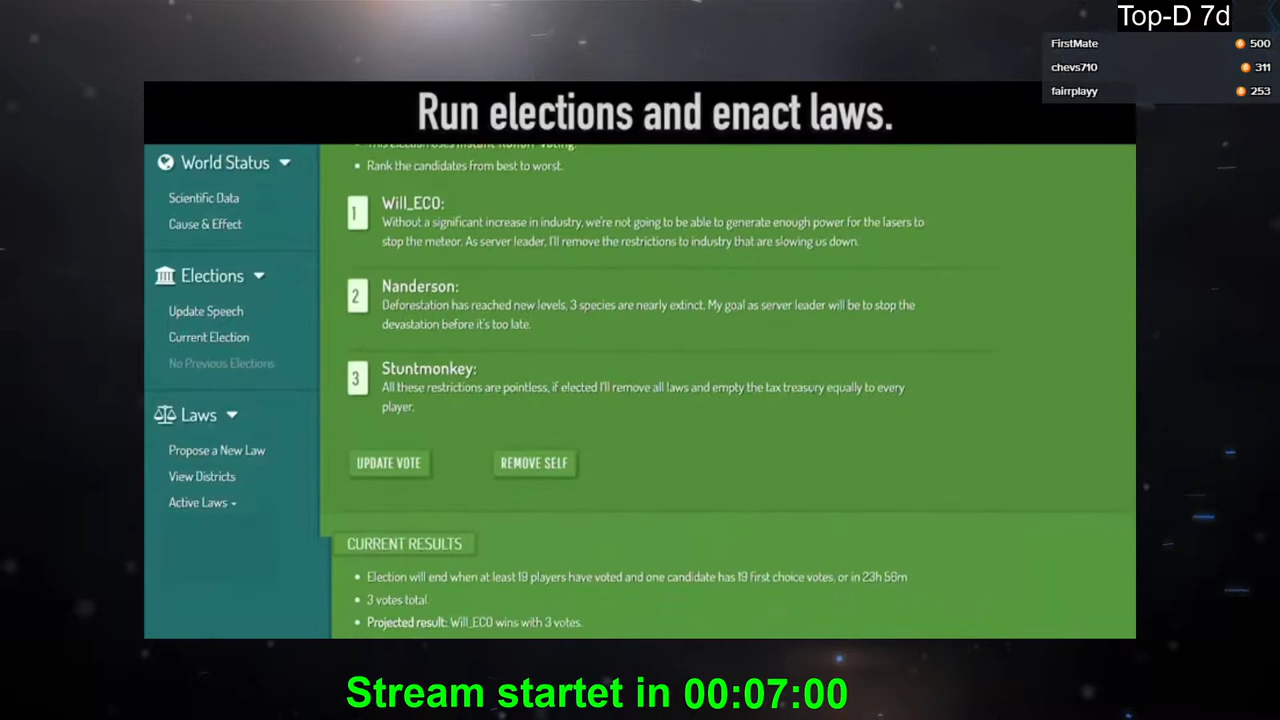 Top-D 7d
FirstMate 500
chevs710 311
fairrplayy 253
Run elections and enact laws.
World Status
Scientific Data
Cause & Effect
Elections
Update Speech
Current Election
No Previous Elections
Laws
Propose a New Law
View Districts
Active Laws
This Election uses Instant Runoff Voting.
• Rank the candidates from best to worst.
1 Will_ECO:
Without a significant increase in industry, we're not going to be able to generate enough power for the lasers to
stop the meteor. As server leader, I'll remove the restrictions to industry that are slowing us down.
2 Nanderson:
Deforestation has reached new levels, 3 species are nearly extinct. My goal as server leader will be to stop the
devastation before it's too late.
3 Stuntmonkey:
All these restrictions are pointless, if elected I'll remove all laws and empty the tax treasury equally to every
player.
UPDATE VOTE REMOVE SELF
CURRENT RESULTS
• Election will end when at least 19 players have voted and one candidate has 19 first choice votes, or in 23h 56m
• 3 votes total.
• Projected result: Will_ECO wins with 3 votes.
Stream startet in 00:07:00